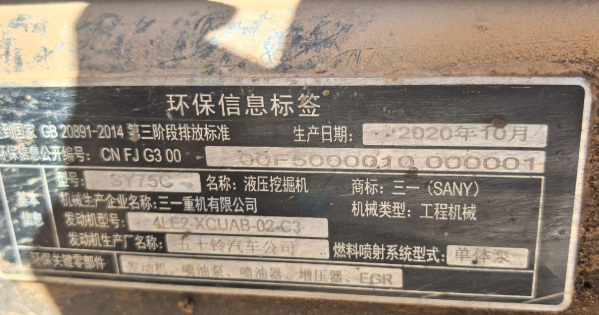 环保信息标签
到国家 GB 20891-2014 第三阶段排放标准 生产日期: 2020年10月
环保信息公开编号: CN FJ G3 00 00F5000010 000001
型号: SY75C 名称: 液压挖掘机 商标: 三一 (SANY)
基本 机械生产企业名称: 三一重机有限公司 机械类型: 工程机械
信息 发动机型号: 4LE2-XCUAB-02-C3
发动机生产厂名称: 五十铃汽车公司 燃料喷射系统型式: 单体泵
环保关键零部件 发动机、喷油泵、喷油器、增压器、EGR